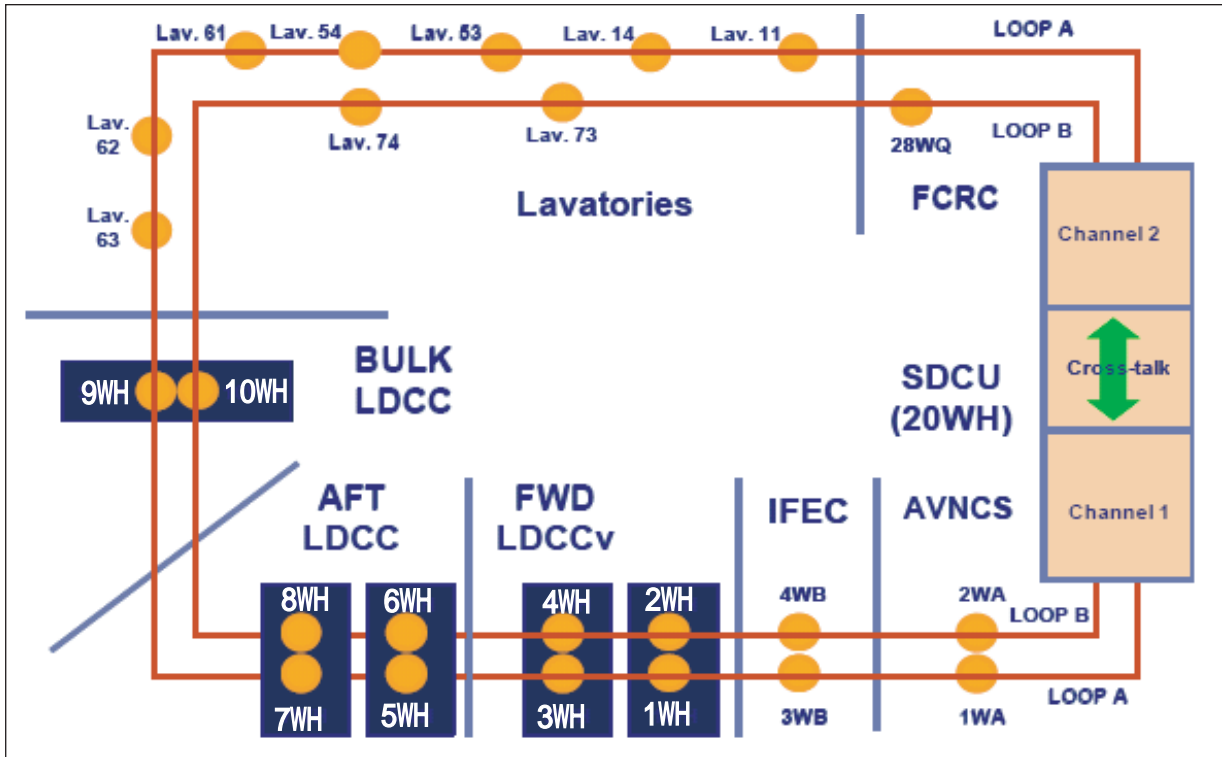 Lav. 61
Lav. 54
Lav. 53
Lav. 14
Lav. 11
LOOP A
Lav.
62
Lav. 74
Lav. 73
28WQ
LOOP B
Lav.
63
Lavatories
FCRC
Channel 2
BULK
LDCC
9WH
10WH
SDCU
(20WH)
Cross-talk
AFT
LDCC
FWD
LDCCv
IFEC
AVNCS
Channel 1
8WH
6WH
4WH
2WH
4WB
2WA
LOOP B
7WH
5WH
3WH
1WH
3WB
1WA
LOOP A